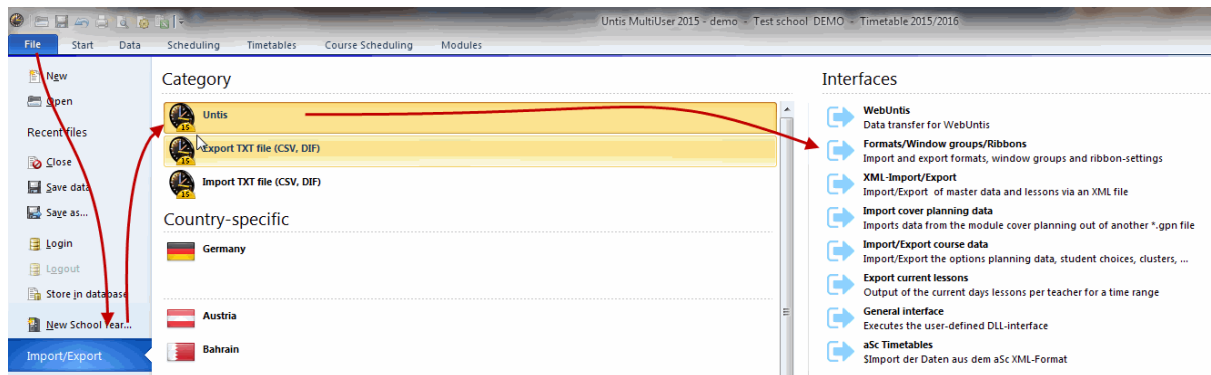 Untis MultiUser 2015 - demo - Test school DEMO - Timetable 2015/2016
File Start Data Scheduling Timetables Course Scheduling Modules
New
Open
Recent files
Close
Save data
Save as...
Login
Logout
Store in database
New School Year...
Import/Export
Category
15
Untis
15
Export TXT file (CSV, DIF)
15
Import TXT file (CSV, DIF)
Country-specific
Germany
Austria
Bahrain
Interfaces
WebUntis
Data transfer for WebUntis
Formats/Window groups/Ribbons
Import and export formats, window groups and ribbon-settings
XML-Import/Export
Import/Export of master data and lessons via an XML file
Import cover planning data
Imports data from the module cover planning out of another *.gpn file
Import/Export course data
Import/Export the options planning data, student choices, clusters, ...
Export current lessons
Output of the current days lessons per teacher for a time range
General interface
Executes the user-defined DLL-interface
aSc Timetables
SImport der Daten aus dem aSc XML-Format